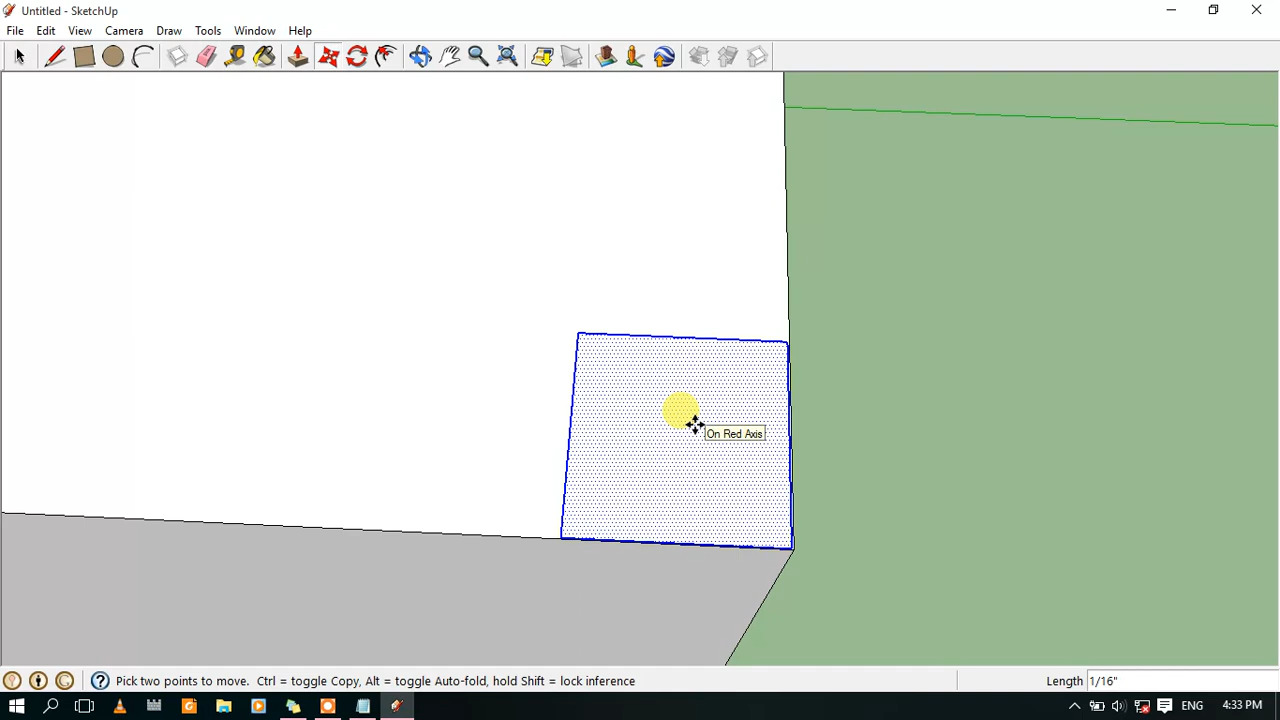 Untitled - SketchUp
File Edit View Camera Draw Tools Window Help
On Red Axis
Pick two points to move. Ctrl = toggle Copy, Alt = toggle Auto-fold, hold Shift = lock inference
Length 1/16"
ENG 4:33 PM